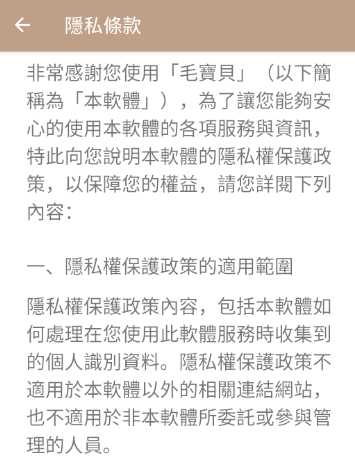 隱私條款
非常感謝您使用「毛寶貝」（以下簡
稱為「本軟體」），為了讓您能夠安
心的使用本軟體的各項服務與資訊，
特此向您說明本軟體的隱私權保護政
策，以保障您的權益，請您詳閱下列
內容：
一、隱私權保護政策的適用範圍
隱私權保護政策內容，包括本軟體如
何處理在您使用此軟體服務時收集到
的個人識別資料。隱私權保護政策不
適用於本軟體以外的相關連結網站，
也不適用於非本軟體所委託或參與管
理的人員。